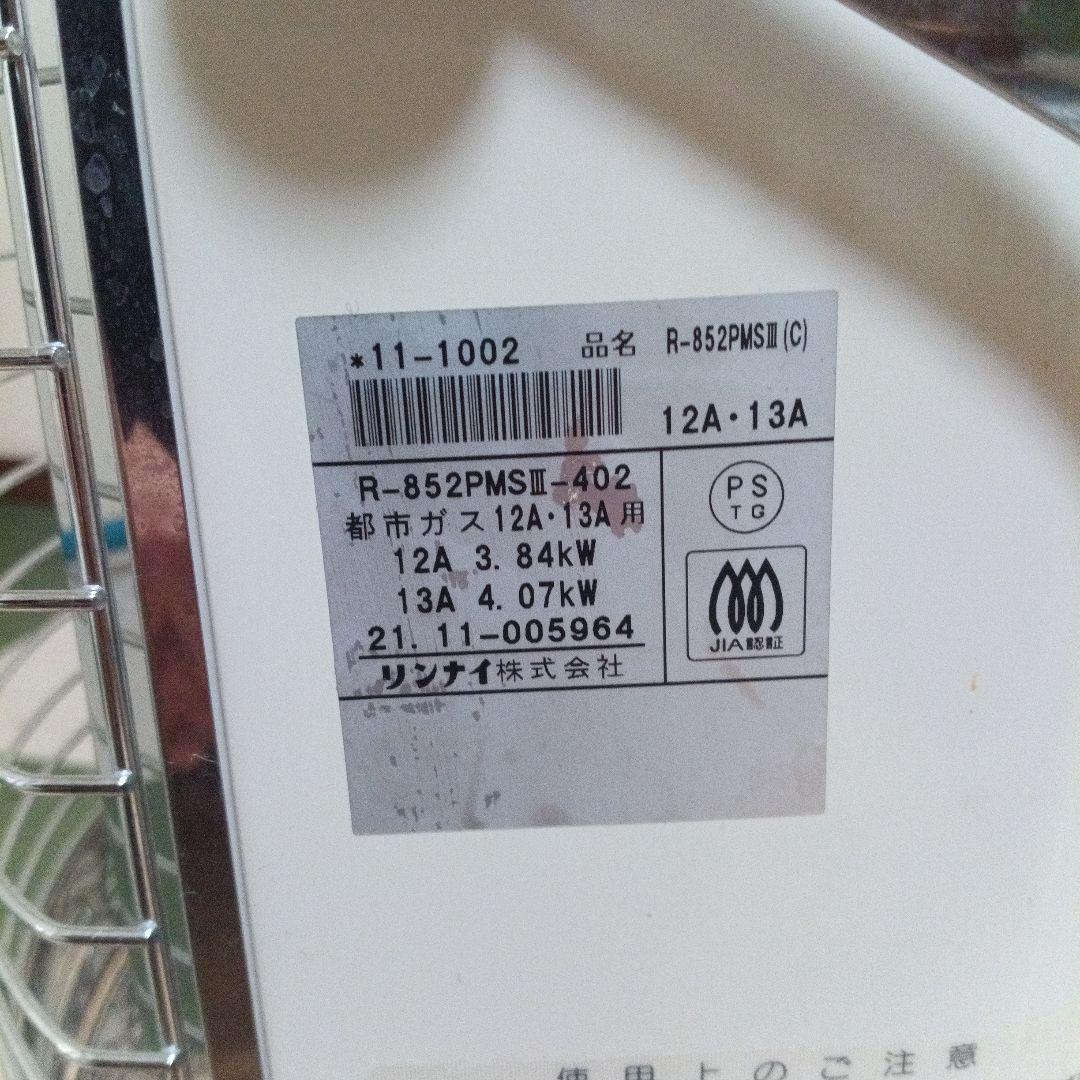 *11-1002 品名 R-852PMSⅢ(C)
12A・13A
R-852PMSⅢ-402
都市ガス12A・13A用
12A 3.84kW
13A 4.07kW
21.11-005964
リンナイ株式会社
PS
TG
JIA認証
使用上のご注意